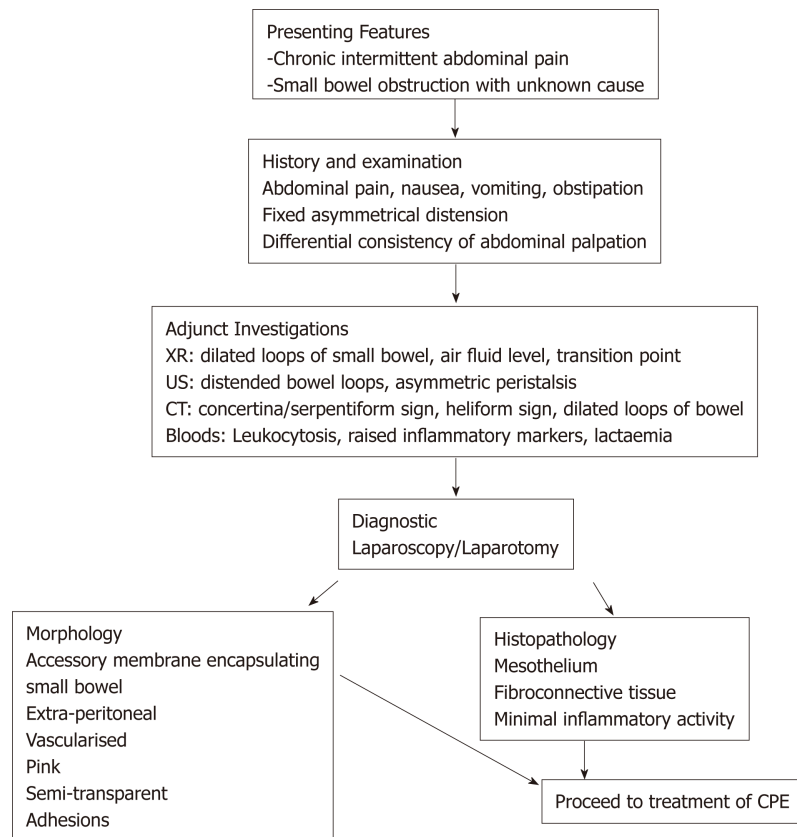 Presenting Features
-Chronic intermittent abdominal pain
-Small bowel obstruction with unknown cause
History and examination
Abdominal pain, nausea, vomiting, obstipation
Fixed asymmetrical distension
Differential consistency of abdominal palpation
Adjunct Investigations
XR: dilated loops of small bowel, air fluid level, transition point
US: distended bowel loops, asymmetric peristalsis
CT: concertina/serpentiform sign, heliform sign, dilated loops of bowel
Bloods: Leukocytosis, raised inflammatory markers, lactaemia
Diagnostic
Laparoscopy/Laparotomy
Morphology
Accessory membrane encapsulating
small bowel
Extra-peritoneal
Vascularised
Pink
Semi-transparent
Adhesions
Histopathology
Mesothelium
Fibroconnective tissue
Minimal inflammatory activity
Proceed to treatment of CPE